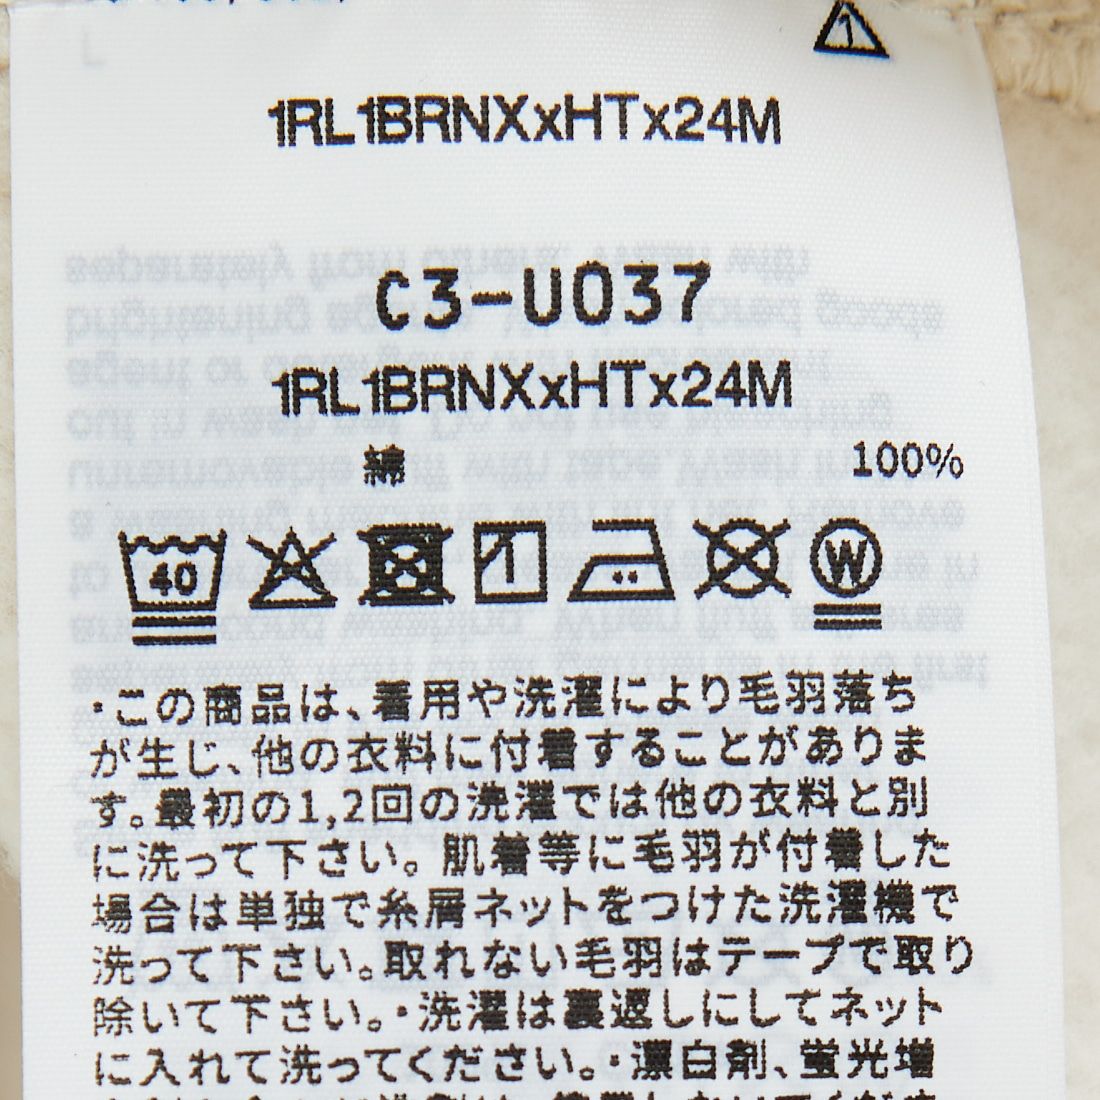 L
1
1RL1BRNXxHTx24M
C3-U037
1RL1BRNXxHTx24M
綿 100%
40 1 W
・この商品は、着用や洗濯により毛羽落ち
が生じ、他の衣料に付着することがありま
す。最初の1,2回の洗濯では他の衣料と別
に洗って下さい。肌着等に毛羽が付着した
場合は単独で糸屑ネットをつけた洗濯機で
洗って下さい。取れない毛羽はテープで取り
除いて下さい。・洗濯は裏返しにしてネット
に入れて洗ってください。・漂白剤、蛍光増